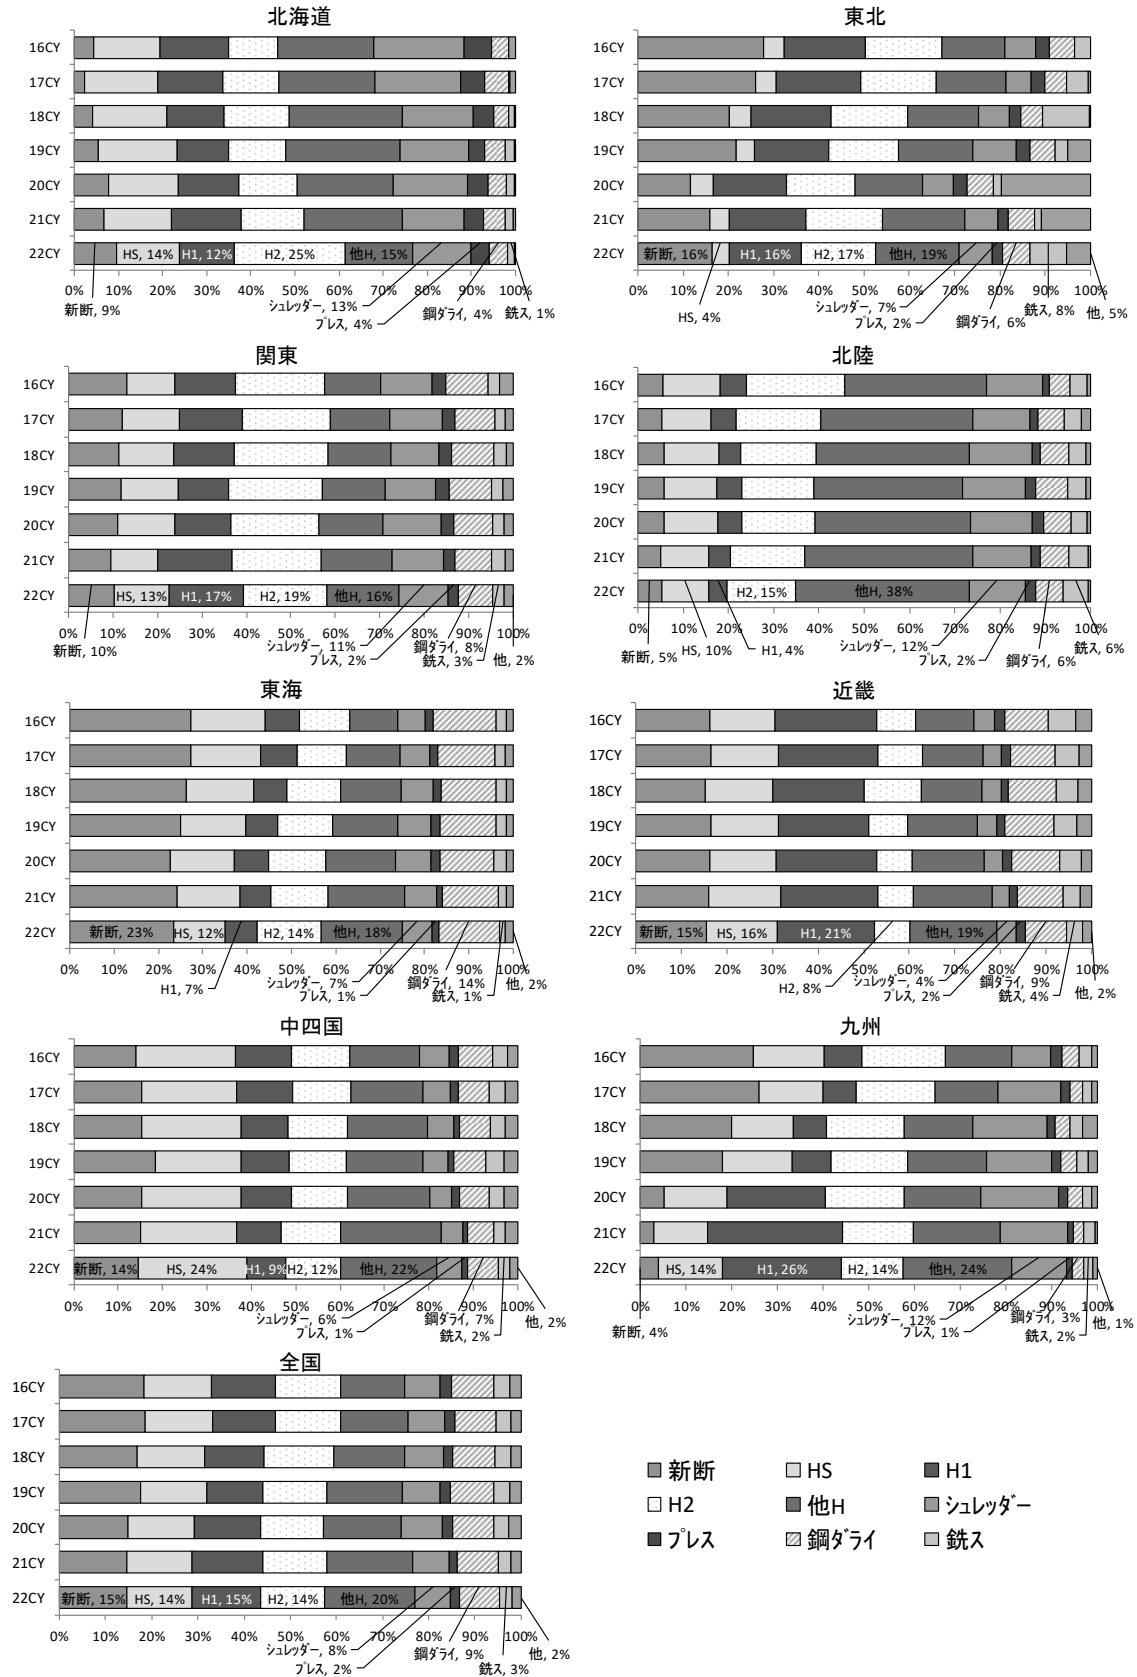 北海道
16CY
17CY
18CY
19CY
20CY
21CY
22CY
HS, 14% H1, 12% H2, 25% 他H, 15%
0% 10% 20% 30% 40% 50% 60% 70% 80% 90% 100%
新断, 9%
シュレッダー, 13%
プレス, 4%
鋼ダライ, 4%
銑ス, 1%
東北
16CY
17CY
18CY
19CY
20CY
21CY
22CY
新断, 16% H1, 16% H2, 17% 他H, 19%
0% 10% 20% 30% 40% 50% 60% 70% 80% 90% 100%
HS, 4%
シュレッダー, 7%
プレス, 2%
鋼ダライ, 6%
銑ス, 8%
他, 5%
関東
16CY
17CY
18CY
19CY
20CY
21CY
22CY
HS, 13% H1, 17% H2, 19% 他H, 16%
0% 10% 20% 30% 40% 50% 60% 70% 80% 90% 100%
新断, 10%
シュレッダー, 11%
プレス, 2%
鋼ダライ, 8%
銑ス, 3%
他, 2%
北陸
16CY
17CY
18CY
19CY
20CY
21CY
22CY
H2, 15% 他H, 38%
0% 10% 20% 30% 40% 50% 60% 70% 80% 90% 100%
新断, 5%
HS, 10%
H1, 4%
シュレッダー, 12%
プレス, 2%
鋼ダライ, 6%
銑ス, 6%
東海
16CY
17CY
18CY
19CY
20CY
21CY
22CY
新断, 23% HS, 12% H2, 14% 他H, 18%
0% 10% 20% 30% 40% 50% 60% 70% 80% 90% 100%
H1, 7%
シュレッダー, 7%
プレス, 1%
鋼ダライ, 14%
銑ス, 1%
他, 2%
近畿
16CY
17CY
18CY
19CY
20CY
21CY
22CY
新断, 15% HS, 16% H1, 21% 他H, 19%
0% 10% 20% 30% 40% 50% 60% 70% 80% 90% 100%
H2, 8%
シュレッダー, 4%
プレス, 2%
鋼ダライ, 9%
銑ス, 4%
他, 2%
中四国
16CY
17CY
18CY
19CY
20CY
21CY
22CY
新断, 14% HS, 24% H1, 9% H2, 12% 他H, 22%
0% 10% 20% 30% 40% 50% 60% 70% 80% 90% 100%
シュレッダー, 6%
プレス, 1%
鋼ダライ, 7%
銑ス, 2%
他, 2%
九州
16CY
17CY
18CY
19CY
20CY
21CY
22CY
HS, 14% H1, 26% H2, 14% 他H, 24%
0% 10% 20% 30% 40% 50% 60% 70% 80% 90% 100%
新断, 4%
シュレッダー, 12%
プレス, 1%
鋼ダライ, 3%
銑ス, 2%
他, 1%
全国
16CY
17CY
18CY
19CY
20CY
21CY
22CY
新断, 15% HS, 14% H1, 15% H2, 14% 他H, 20%
0% 10% 20% 30% 40% 50% 60% 70% 80% 90% 100%
シュレッダー, 8%
プレス, 2%
鋼ダライ, 9%
銑ス, 3%
他, 2%
新断 HS H1
H2 他H シュレッダー
プレス 鋼ダライ 銑ス